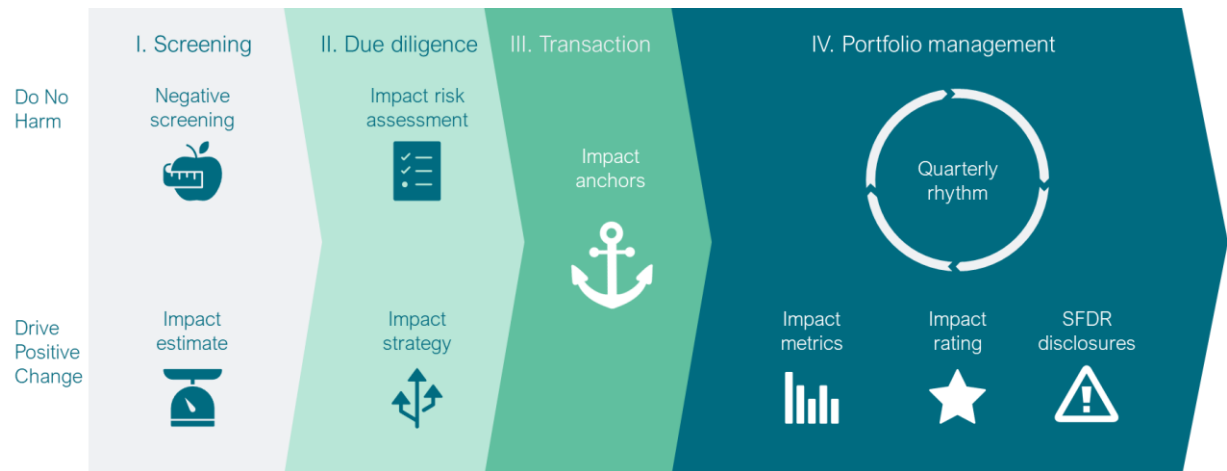 I. Screening
II. Due diligence
III. Transaction
IV. Portfolio management
Do No
Harm
Negative
screening
Impact risk
assessment
Impact
anchors
Quarterly
rhythm
Drive
Positive
Change
Impact
estimate
Impact
strategy
Impact
metrics
Impact
rating
SFDR
disclosures